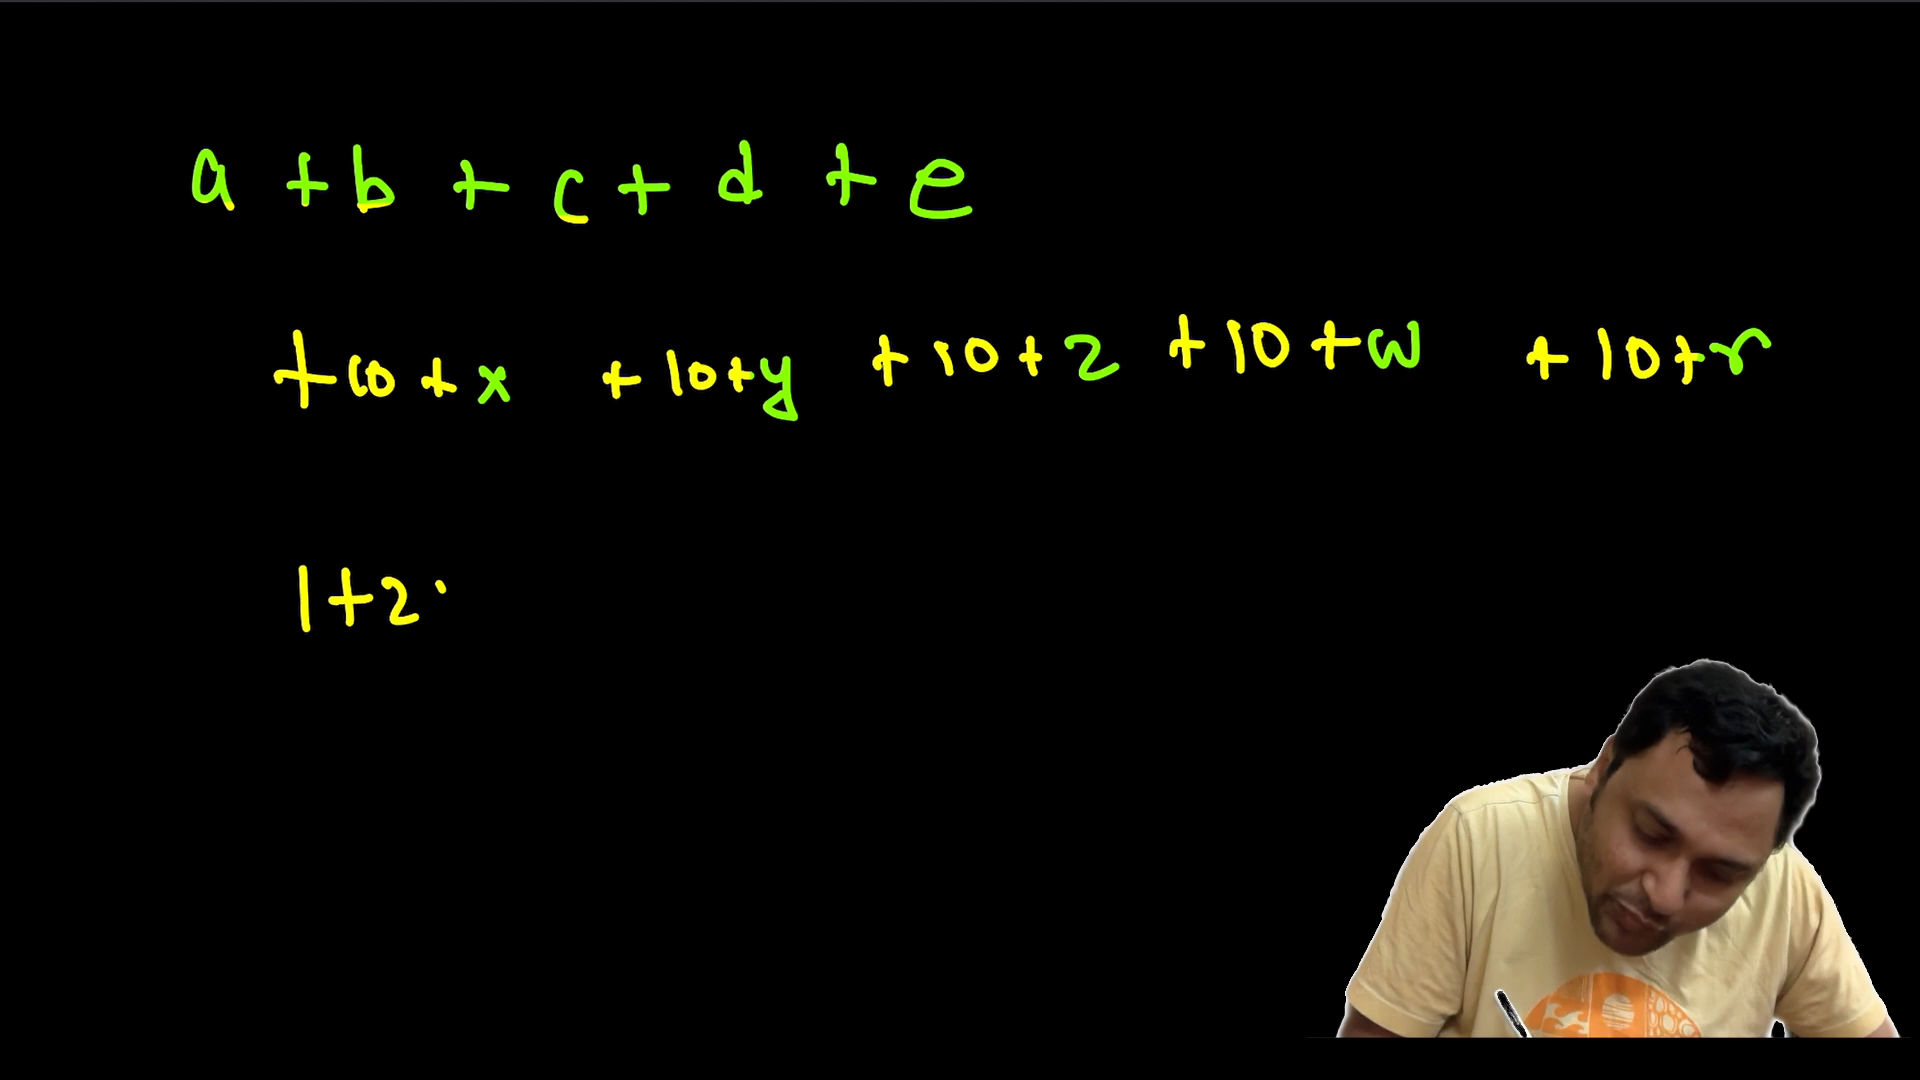 a + b + c + d + e
+ 10 + x + 10 + y + 10 + z + 10 + w + 10 + r
1 + 2